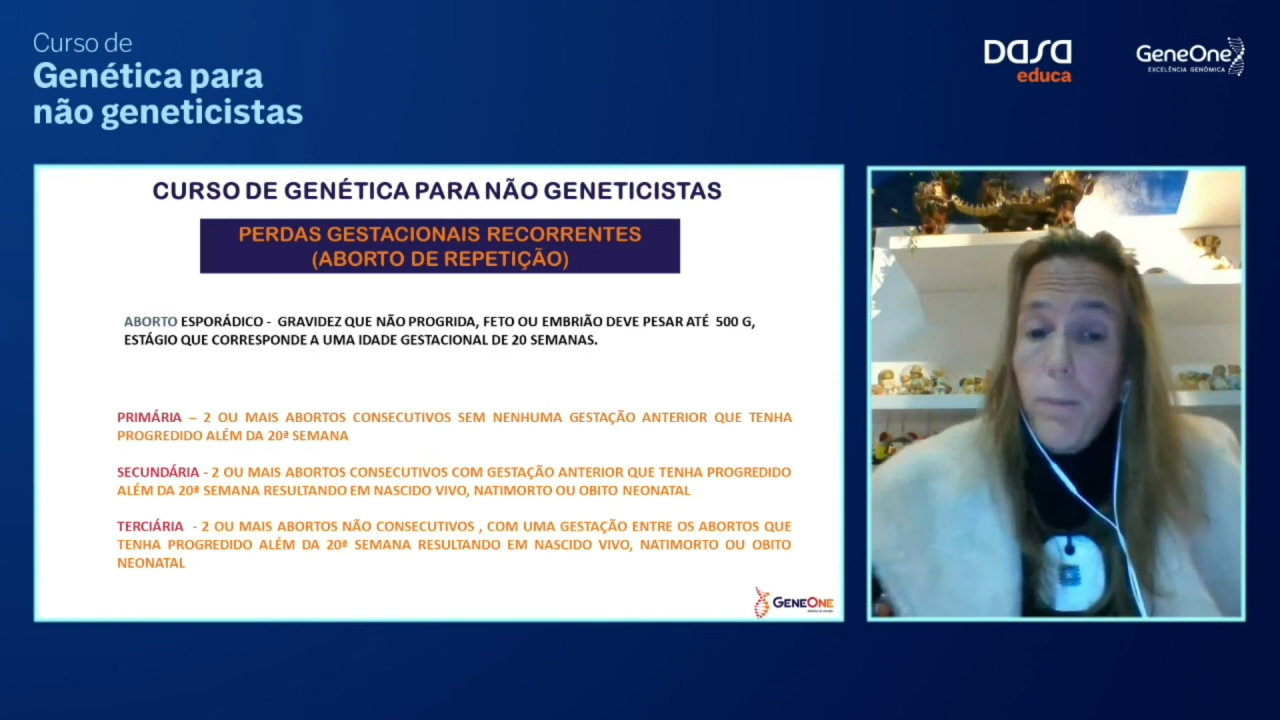 Curso de
Genética para
não geneticistas
Dasa
educa
GeneOne
EXCELÊNCIA GENÔMICA
CURSO DE GENÉTICA PARA NÃO GENETICISTAS
PERDAS GESTACIONAIS RECORRENTES
(ABORTO DE REPETIÇÃO)
ABORTO ESPORÁDICO - GRAVIDEZ QUE NÃO PROGRIDA, FETO OU EMBRIÃO DEVE PESAR ATÉ 500 G,
ESTÁGIO QUE CORRESPONDE A UMA IDADE GESTACIONAL DE 20 SEMANAS.
PRIMÁRIA – 2 OU MAIS ABORTOS CONSECUTIVOS SEM NENHUMA GESTAÇÃO ANTERIOR QUE TENHA
PROGREDIDO ALÉM DA 20ª SEMANA
SECUNDÁRIA - 2 OU MAIS ABORTOS CONSECUTIVOS COM GESTAÇÃO ANTERIOR QUE TENHA PROGREDIDO
ALÉM DA 20ª SEMANA RESULTANDO EM NASCIDO VIVO, NATIMORTO OU OBITO NEONATAL
TERCIÁRIA - 2 OU MAIS ABORTOS NÃO CONSECUTIVOS , COM UMA GESTAÇÃO ENTRE OS ABORTOS QUE
TENHA PROGREDIDO ALÉM DA 20ª SEMANA RESULTANDO EM NASCIDO VIVO, NATIMORTO OU OBITO
NEONATAL
GENEONE